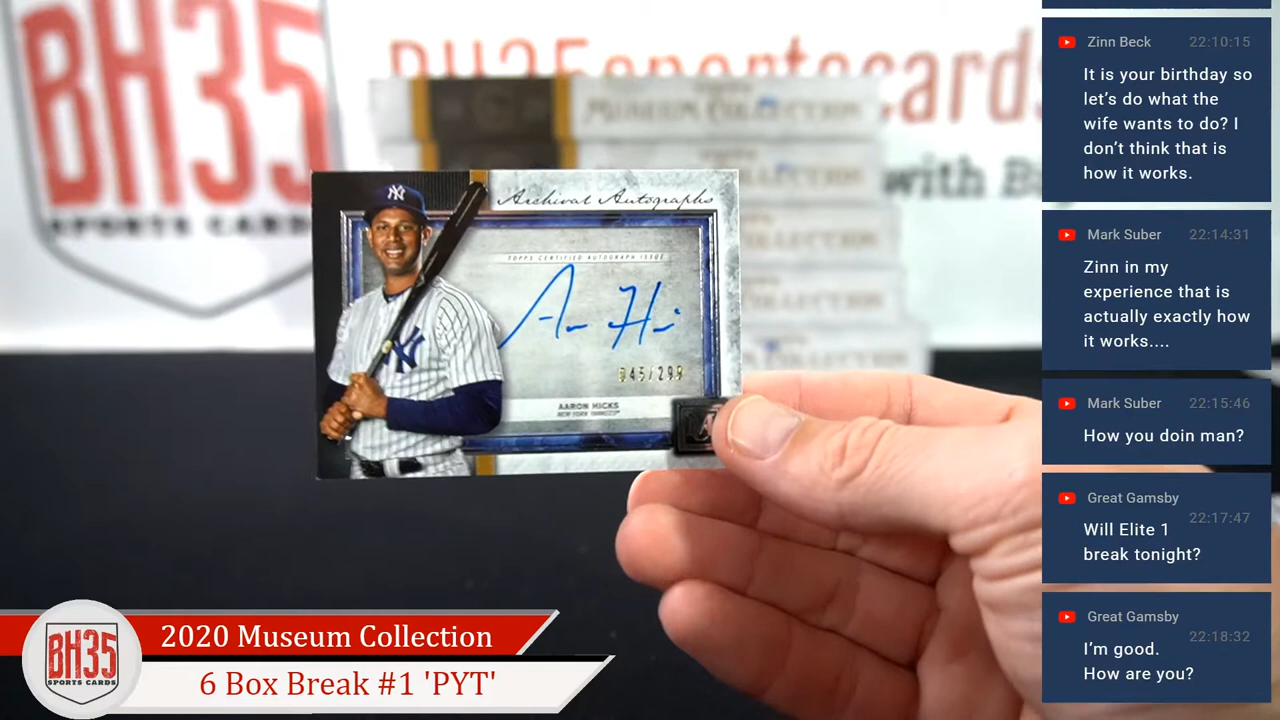 BH35
SPORTS CARDS
BH35sportscards
with B
MUSEUM COLLECTION
Archival Autographs
TOPPS CERTIFIED AUTOGRAPH ISSUE
045/299
AARON HICKS
NEW YORK YANKEES™
BH35
SPORTS CARDS
2020 Museum Collection
6 Box Break #1 'PYT'
Zinn Beck 22:10:15
It is your birthday so
let's do what the
wife wants to do? I
don't think that is
how it works.
Mark Suber 22:14:31
Zinn in my
experience that is
actually exactly how
it works....
Mark Suber 22:15:46
How you doin man?
Great Gamsby 22:17:47
Will Elite 1
break tonight?
Great Gamsby 22:18:32
I'm good.
How are you?